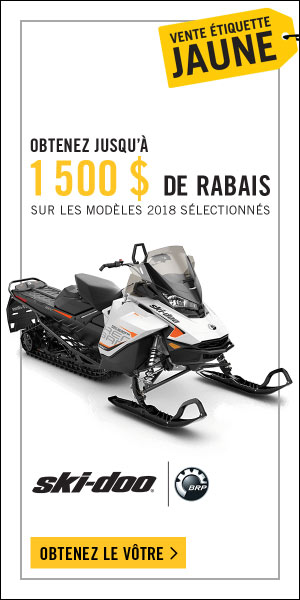 VENTE ÉTIQUETTE
JAUNE
OBTENEZ JUSQU'À
1 500 $ DE RABAIS
SUR LES MODÈLES 2018 SÉLECTIONNÉS
ski-doo
BRP
OBTENEZ LE VÔTRE >